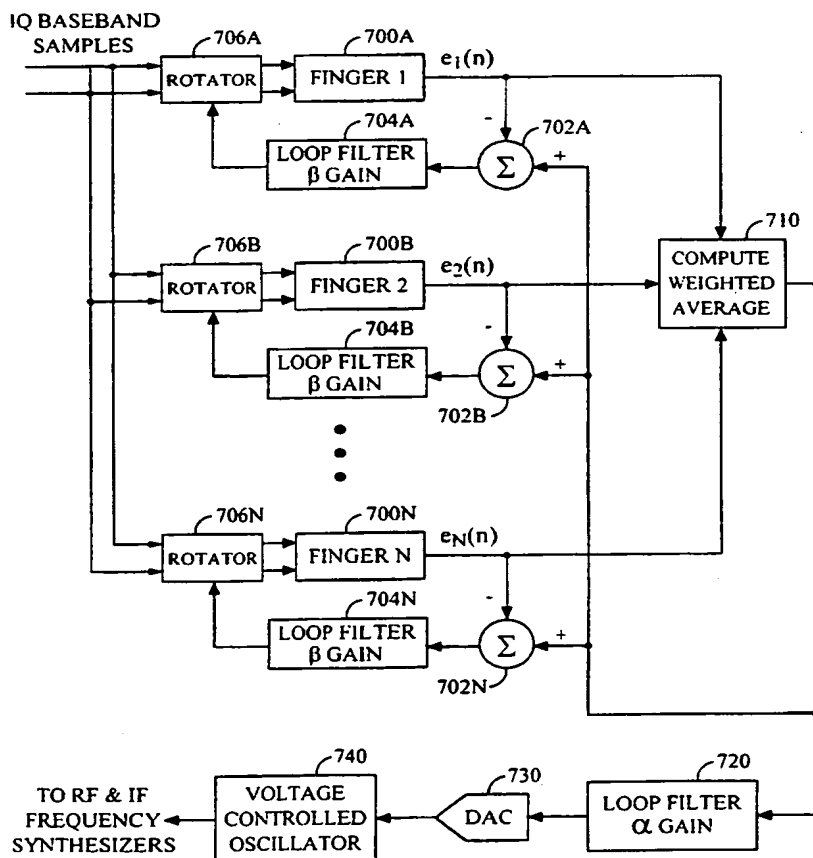 IQ BASEBAND
SAMPLES
706A
700A
ROTATOR
FINGER 1
e1(n)
704A
702A
LOOP FILTER
β GAIN
-
Σ
+
706B
700B
710
ROTATOR
FINGER 2
e2(n)
COMPUTE
WEIGHTED
AVERAGE
704B
LOOP FILTER
β GAIN
-
Σ
+
702B
706N
700N
ROTATOR
FINGER N
eN(n)
704N
LOOP FILTER
β GAIN
-
Σ
+
702N
740
730
720
TO RF & IF
FREQUENCY
SYNTHESIZERS
VOLTAGE
CONTROLLED
OSCILLATOR
DAC
LOOP FILTER
α GAIN